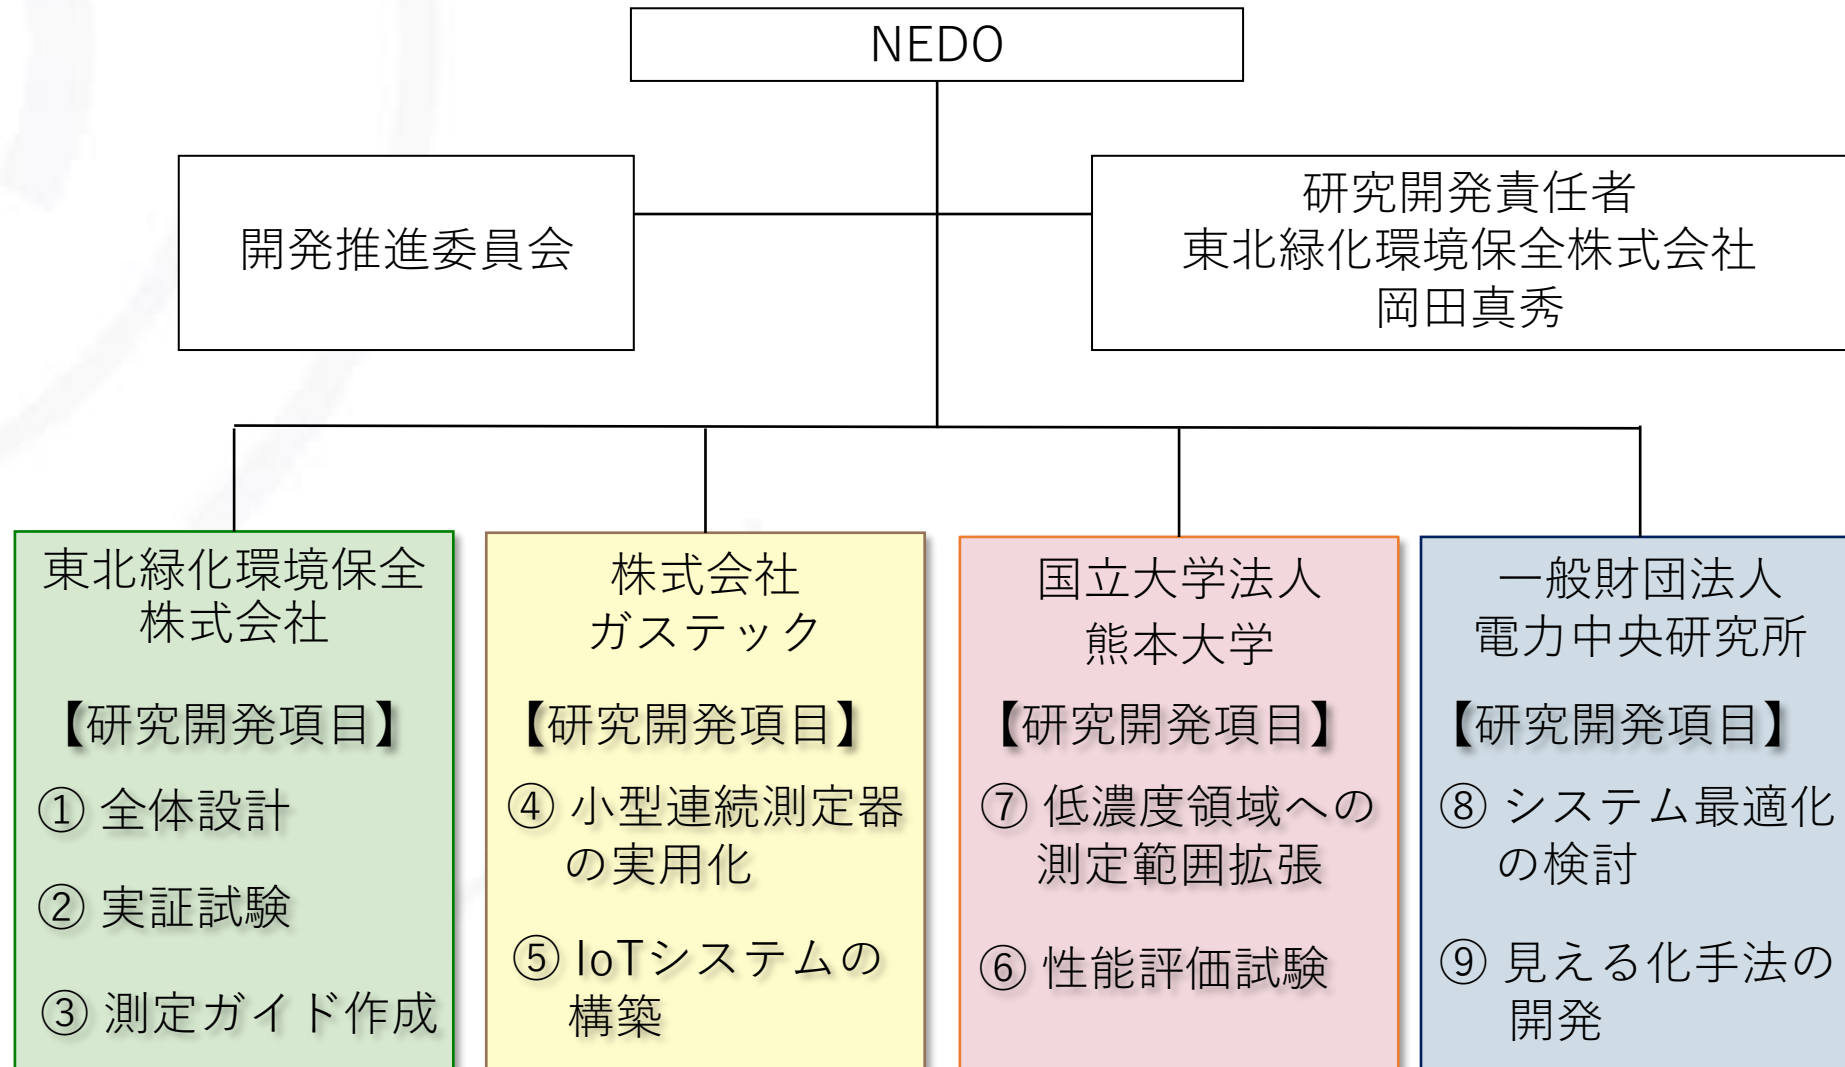 NEDO
開発推進委員会
研究開発責任者
東北緑化環境保全株式会社
岡田真秀
東北緑化環境保全
株式会社
【研究開発項目】
① 全体設計
② 実証試験
③ 測定ガイド作成
株式会社
ガステック
【研究開発項目】
④ 小型連続測定器
の実用化
⑤ IoTシステムの
構築
国立大学法人
熊本大学
【研究開発項目】
⑦ 低濃度領域への
測定範囲拡張
⑥ 性能評価試験
一般財団法人
電力中央研究所
【研究開発項目】
⑧ システム最適化
の検討
⑨ 見える化手法の
開発